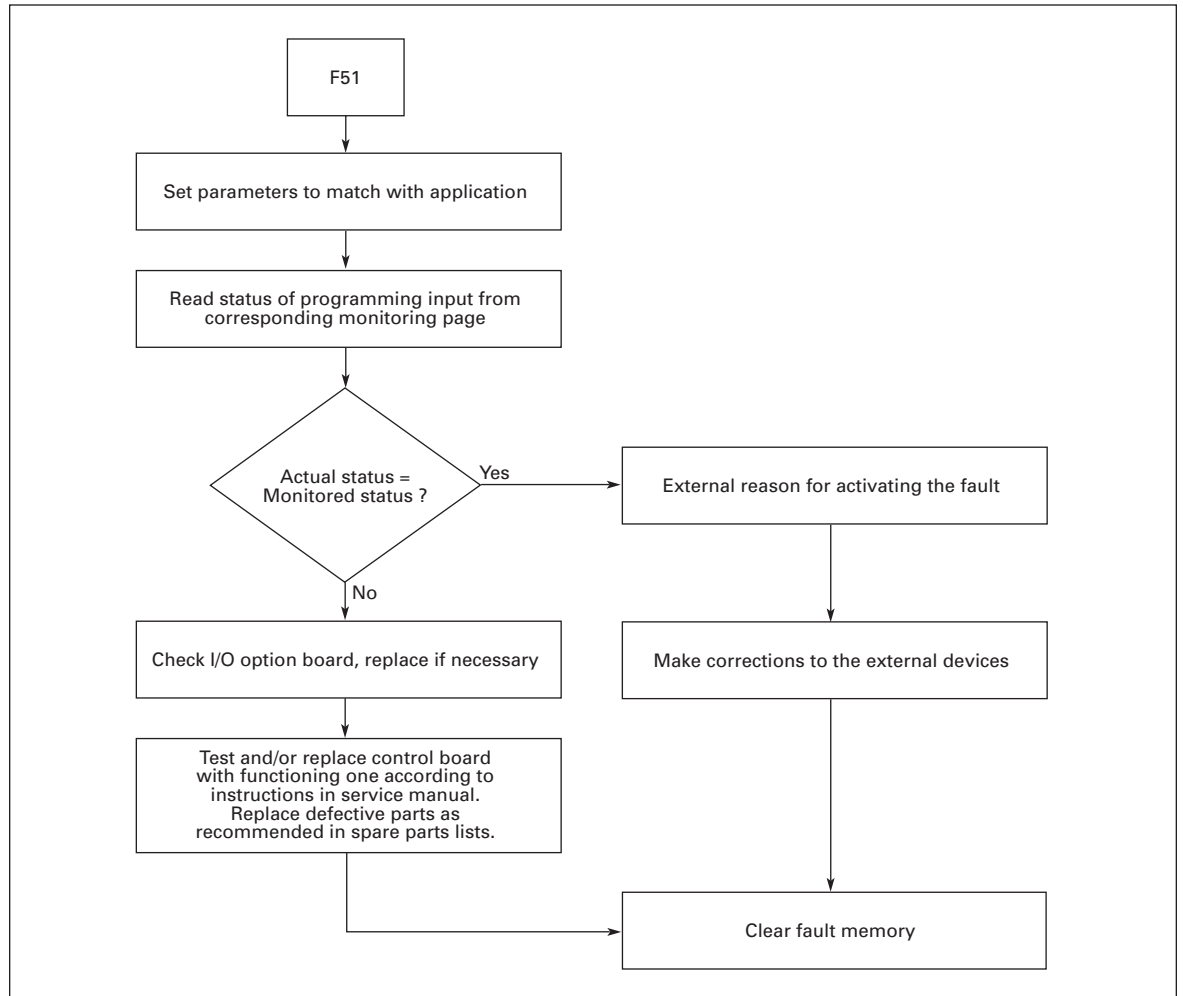 F51
Set parameters to match with application
Read status of programming input from
corresponding monitoring page
Actual status =
Monitored status ?
Yes
External reason for activating the fault
No
Check I/O option board, replace if necessary
Make corrections to the external devices
Test and/or replace control board
with functioning one according to
instructions in service manual.
Replace defective parts as
recommended in spare parts lists.
Clear fault memory